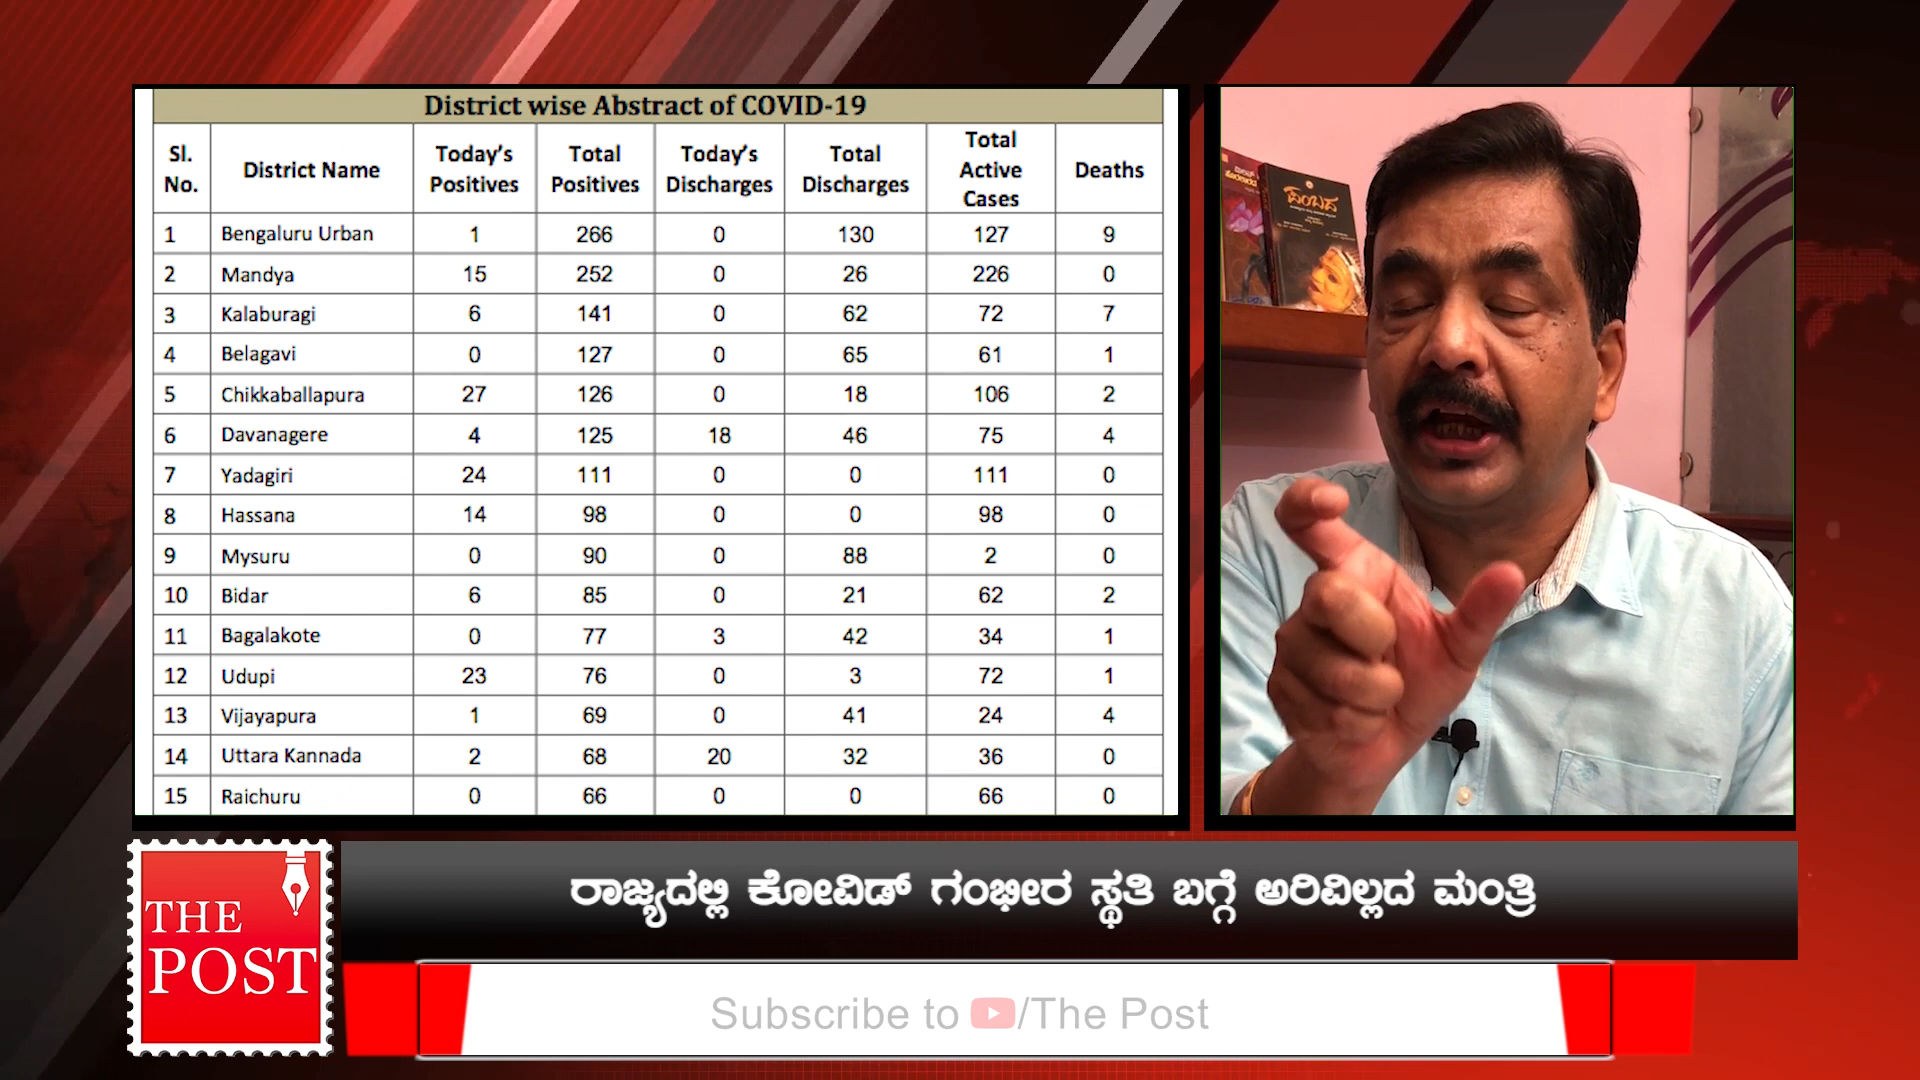 District wise Abstract of COVID-19
Sl. No. District Name Today's Positives Total Positives Today's Discharges Total Discharges Total Active Cases Deaths
1 Bengaluru Urban 1 266 0 130 127 9
2 Mandya 15 252 0 26 226 0
3 Kalaburagi 6 141 0 62 72 7
4 Belagavi 0 127 0 65 61 1
5 Chikkaballapura 27 126 0 18 106 2
6 Davanagere 4 125 18 46 75 4
7 Yadagiri 24 111 0 0 111 0
8 Hassana 14 98 0 0 98 0
9 Mysuru 0 90 0 88 2 0
10 Bidar 6 85 0 21 62 2
11 Bagalakote 0 77 3 42 34 1
12 Udupi 23 76 0 3 72 1
13 Vijayapura 1 69 0 41 24 4
14 Uttara Kannada 2 68 20 32 36 0
15 Raichuru 0 66 0 0 66 0
ಪಂಬದ
THE
POST
ರಾಜ್ಯದಲ್ಲಿ ಕೋವಿಡ್ ಗಂಭೀರ ಸ್ಥತಿ ಬಗ್ಗೆ ಅರಿವಿಲ್ಲದ ಮಂತ್ರಿ
Subscribe to /The Post